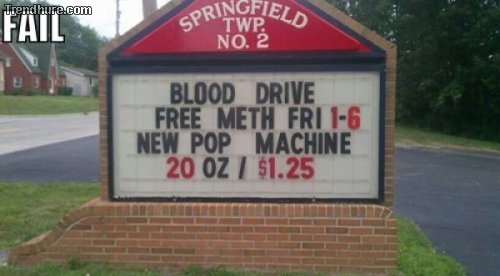 Trendhure.com
FAIL
SPRINGFIELD
TWP.
NO. 2
BLOOD DRIVE
FREE METH FRI 1-6
NEW POP MACHINE
20 OZ / $1.25